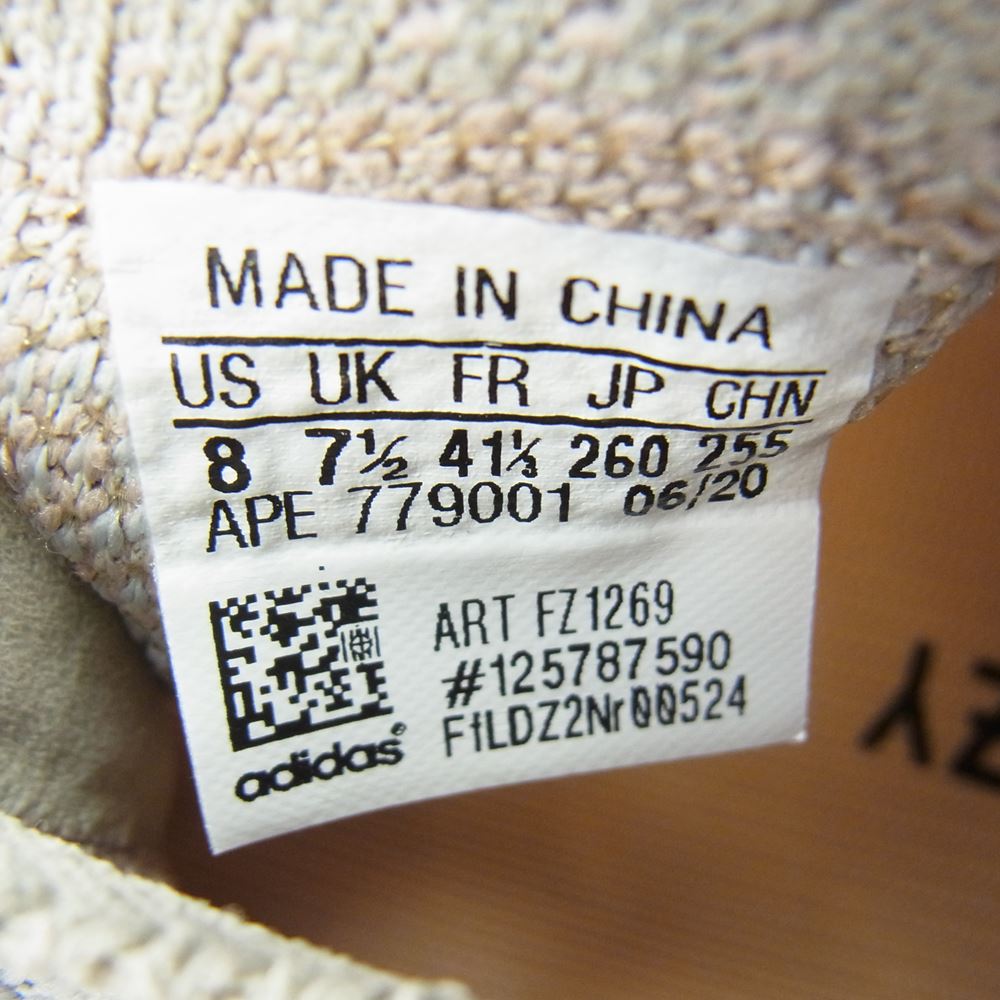 MADE IN CHINA
US UK FR JP CHN
8 7½ 41⅓ 260 255
APE 779001 06/20
ART FZ1269
#125787590
FfLDZ2Nr00524
adidas®
ZY